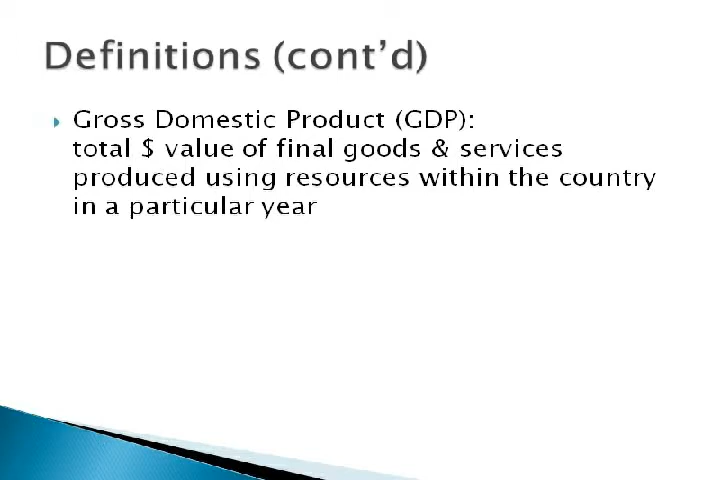 Definitions (cont’d)
Gross Domestic Product (GDP):
total $ value of final goods & services
produced using resources within the country
in a particular year